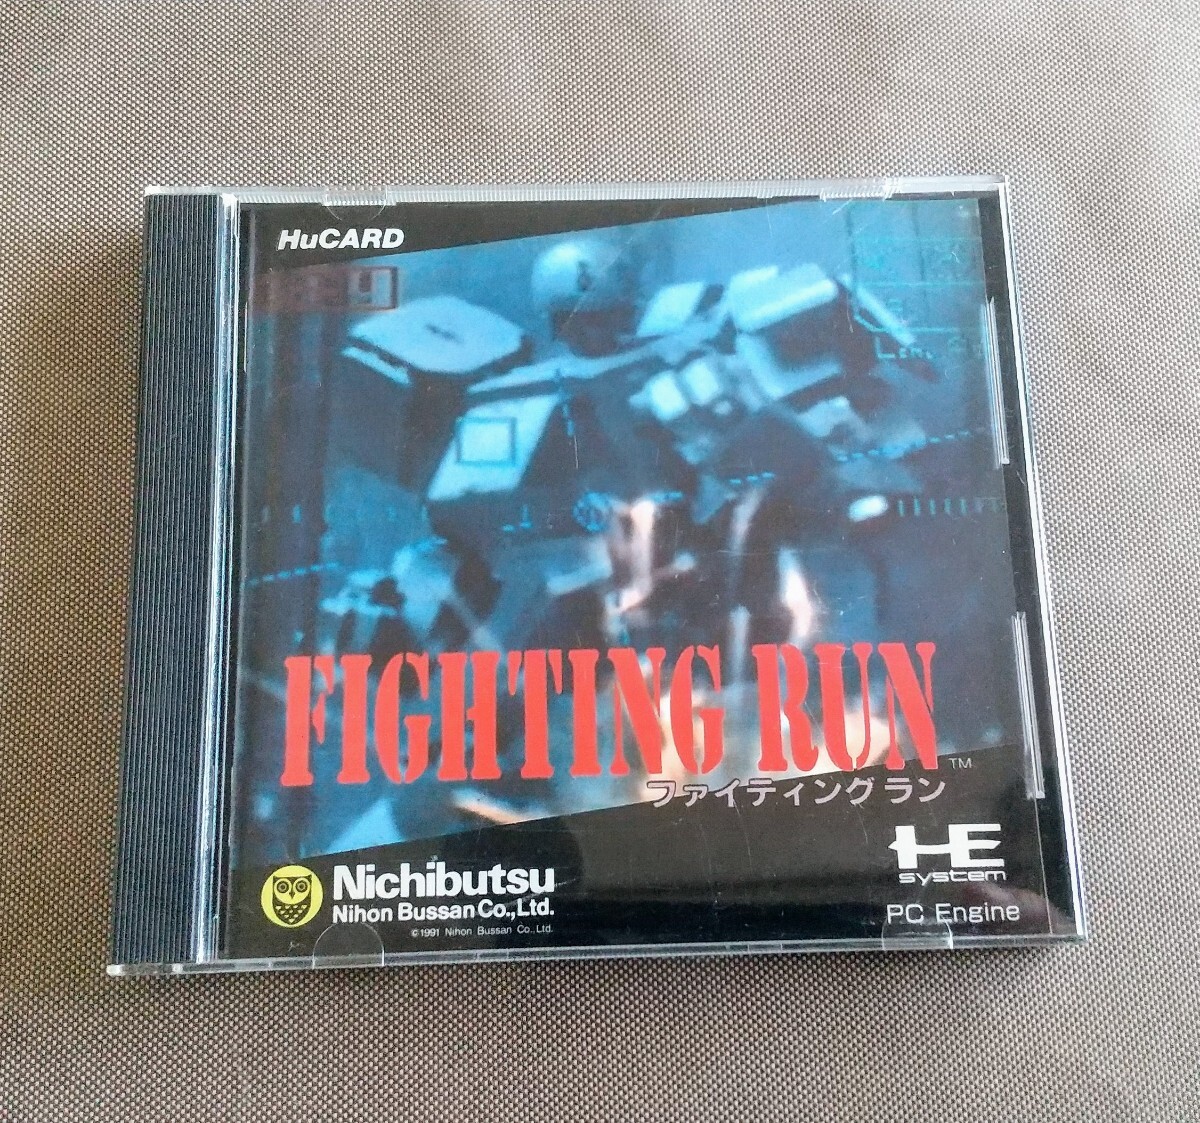 HuCARD
FIGHTING RUN
TM
ファイティング ラン
Nichibutsu
Nihon Bussan Co.,Ltd.
©1991 Nihon Bussan Co.,Ltd.
HE
system
PC Engine